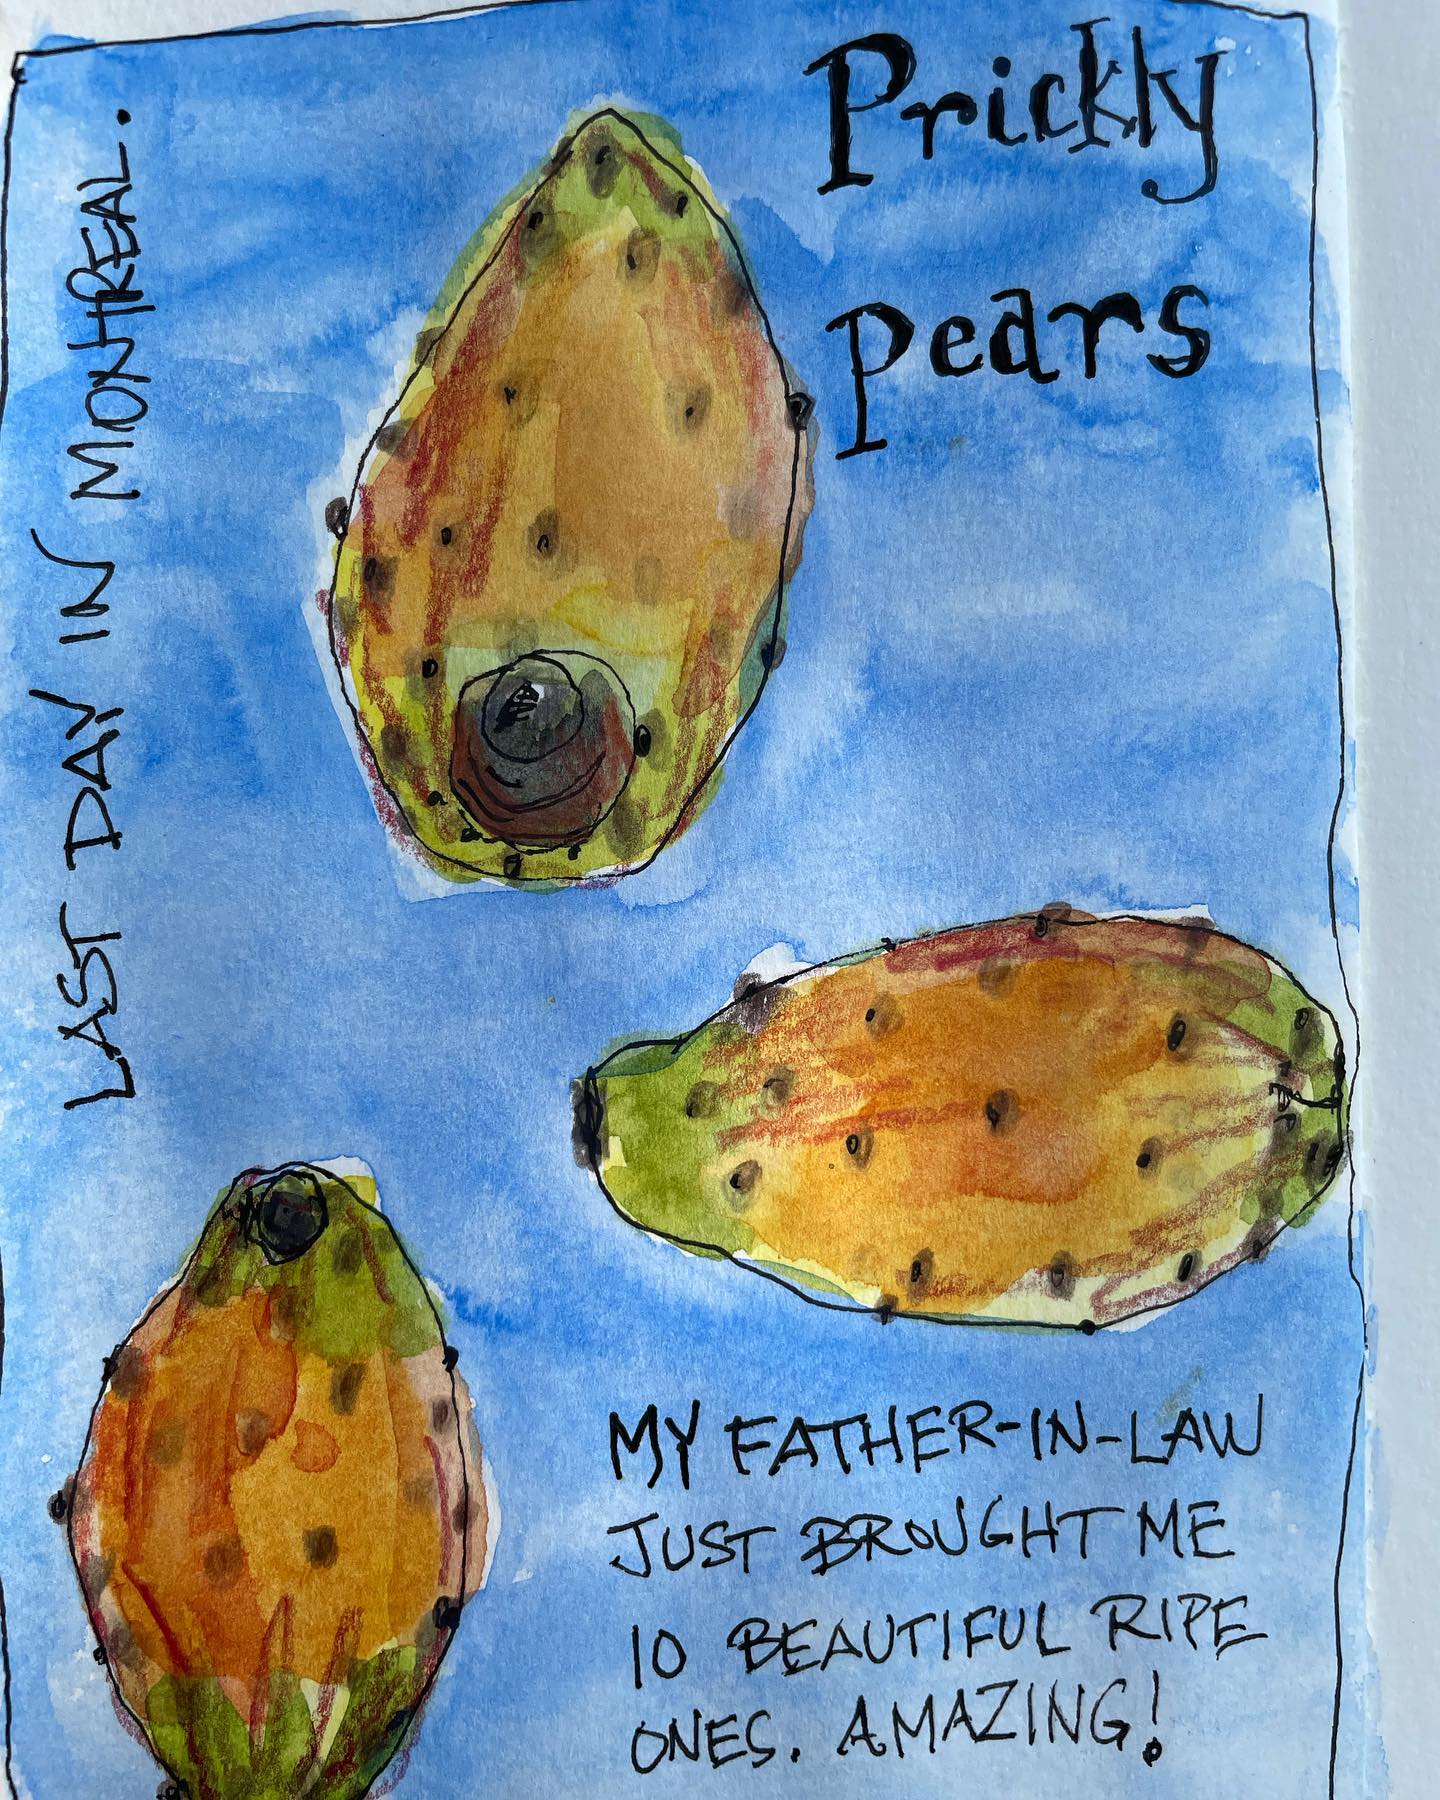 Prickly
Pears
LAST DAY IN MONTREAL.
MY FATHER-IN-LAW
JUST BROUGHT ME
10 BEAUTIFUL RIPE
ONES. AMAZING!